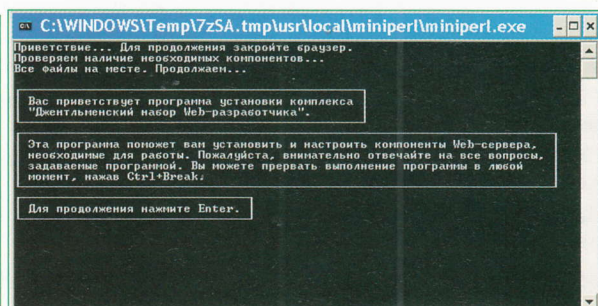 C:\WINDOWS\Temp\7zSA.tmp\usr\local\miniperl\miniperl.exe
Приветствие... Для продолжения закройте браузер.
Проверяем наличие необходимых компонентов...
Все файлы на месте. Продолжаем...
Вас приветствует программа установки комплекса
"Джентльменский набор Web-разработчика".
Эта программа поможет вам установить и настроить компоненты Web-сервера,
необходимые для работы. Пожалуйста, внимательно отвечайте на все вопросы,
задаваемые программой. Вы можете прервать выполнение программы в любой
момент, нажав Ctrl+Break.
Для продолжения нажмите Enter.